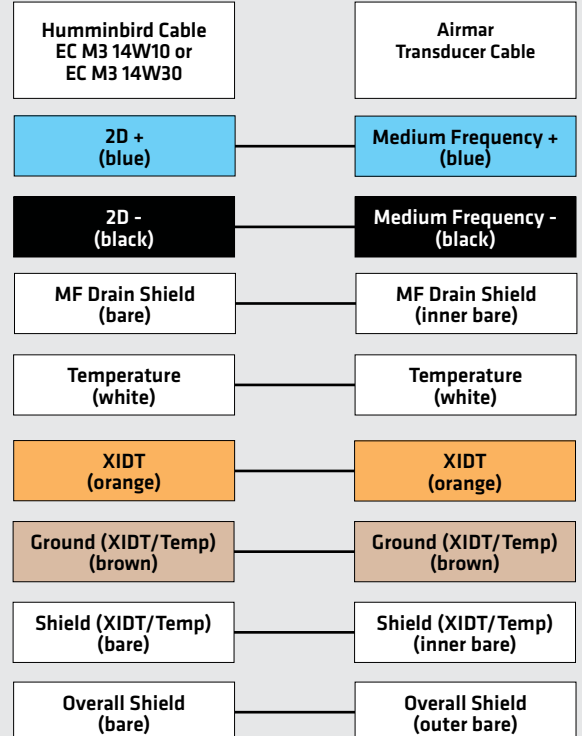 Humminbird Cable
EC M3 14W10 or
EC M3 14W30
Airmar
Transducer Cable
2D +
(blue)
Medium Frequency +
(blue)
2D -
(black)
Medium Frequency -
(black)
MF Drain Shield
(bare)
MF Drain Shield
(inner bare)
Temperature
(white)
Temperature
(white)
XIDT
(orange)
XIDT
(orange)
Ground (XIDT/Temp)
(brown)
Ground (XIDT/Temp)
(brown)
Shield (XIDT/Temp)
(bare)
Shield (XIDT/Temp)
(inner bare)
Overall Shield
(bare)
Overall Shield
(outer bare)